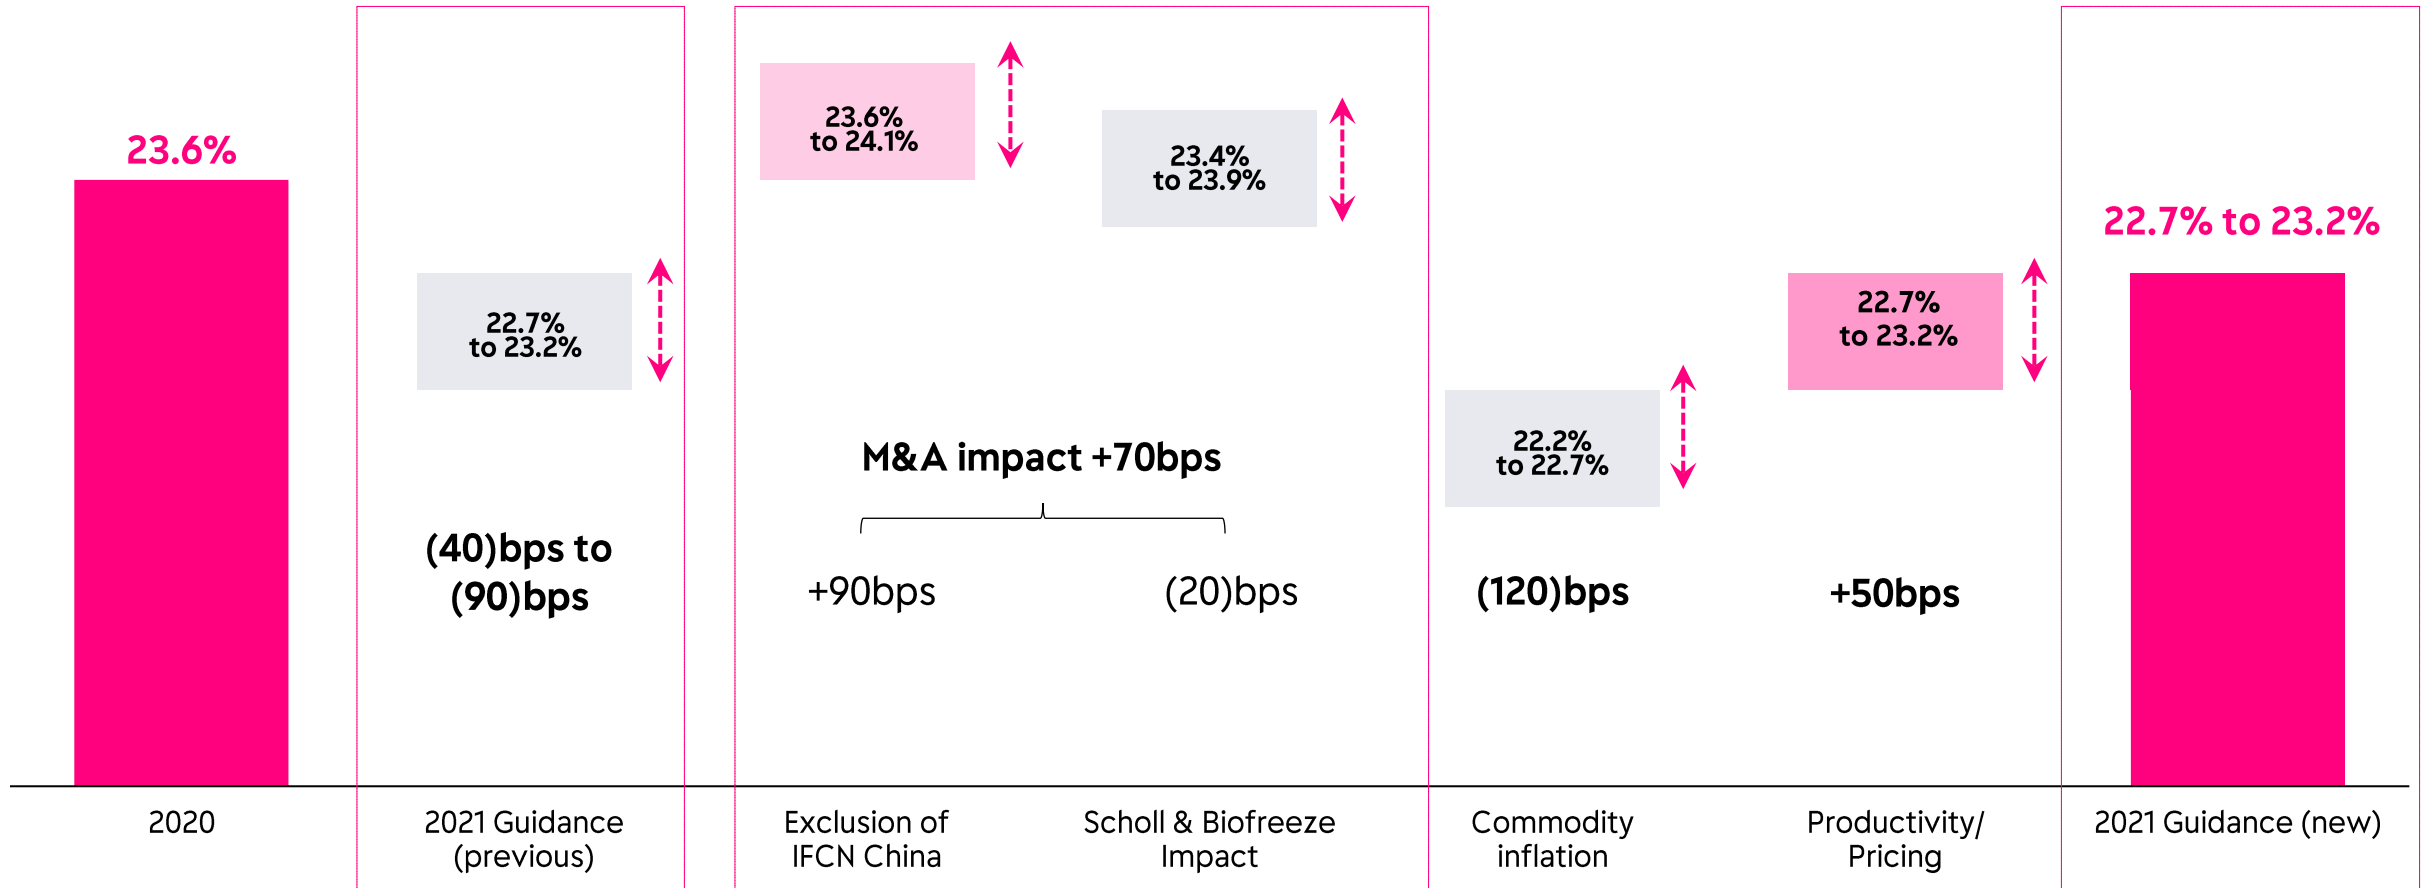 23.6%
22.7%
to 23.2%
(40)bps to
(90)bps
23.6%
to 24.1%
23.4%
to 23.9%
M&A impact +70bps
+90bps
(20)bps
22.2%
to 22.7%
(120)bps
22.7%
to 23.2%
+50bps
22.7% to 23.2%
2020
2021 Guidance
(previous)
Exclusion of
IFCN China
Scholl & Biofreeze
Impact
Commodity
inflation
Productivity/
Pricing
2021 Guidance (new)